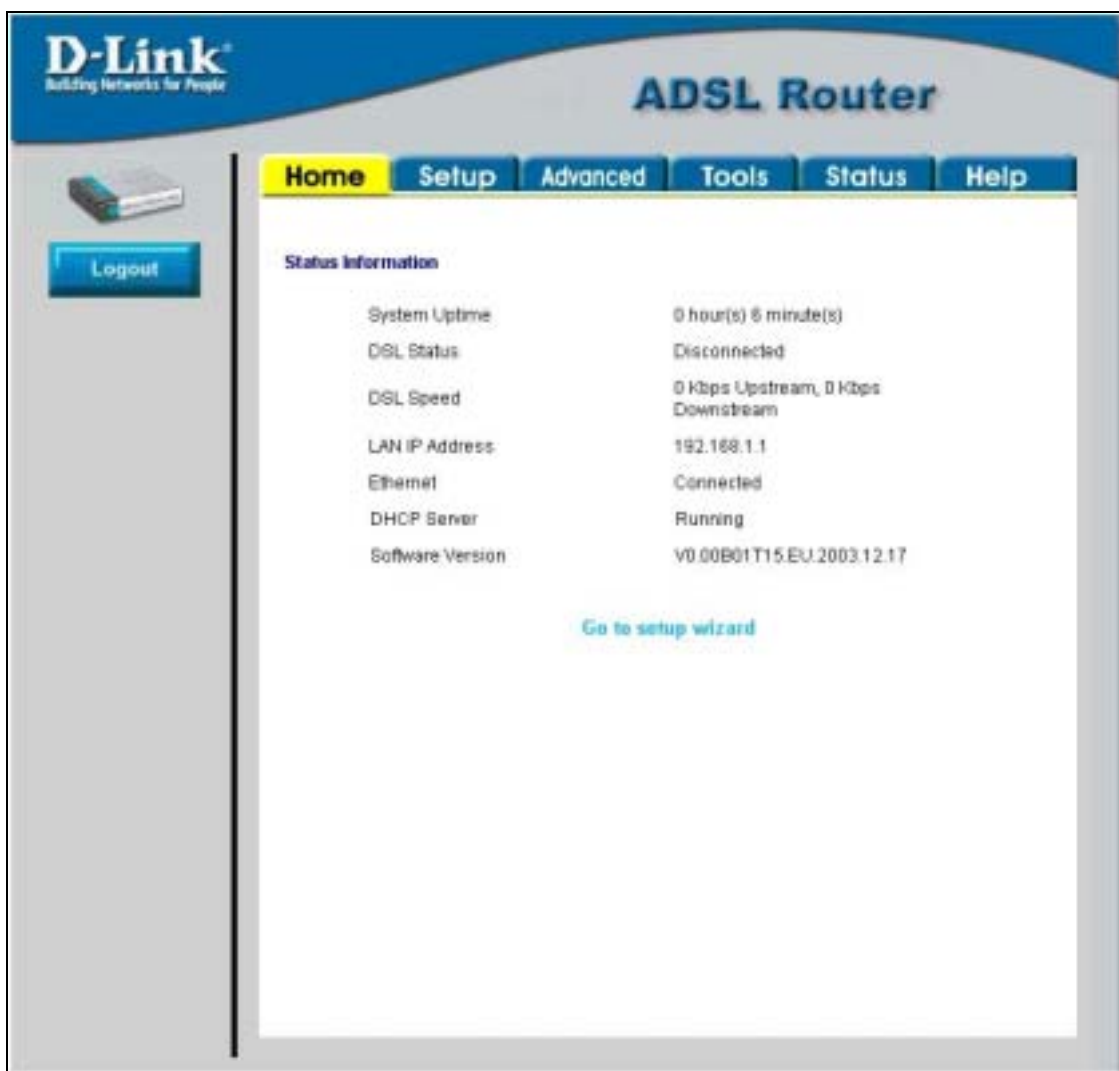 D-Link®
Building Networks for People
ADSL Router
Home Setup Advanced Tools Status Help
Logout
Status Information
System Uptime 0 hour(s) 6 minute(s)
DSL Status Disconnected
DSL Speed 0 Kbps Upstream, 0 Kbps
Downstream
LAN IP Address 192.168.1.1
Ethernet Connected
DHCP Server Running
Software Version V0.00B01T15.EU.2003.12.17
Go to setup wizard